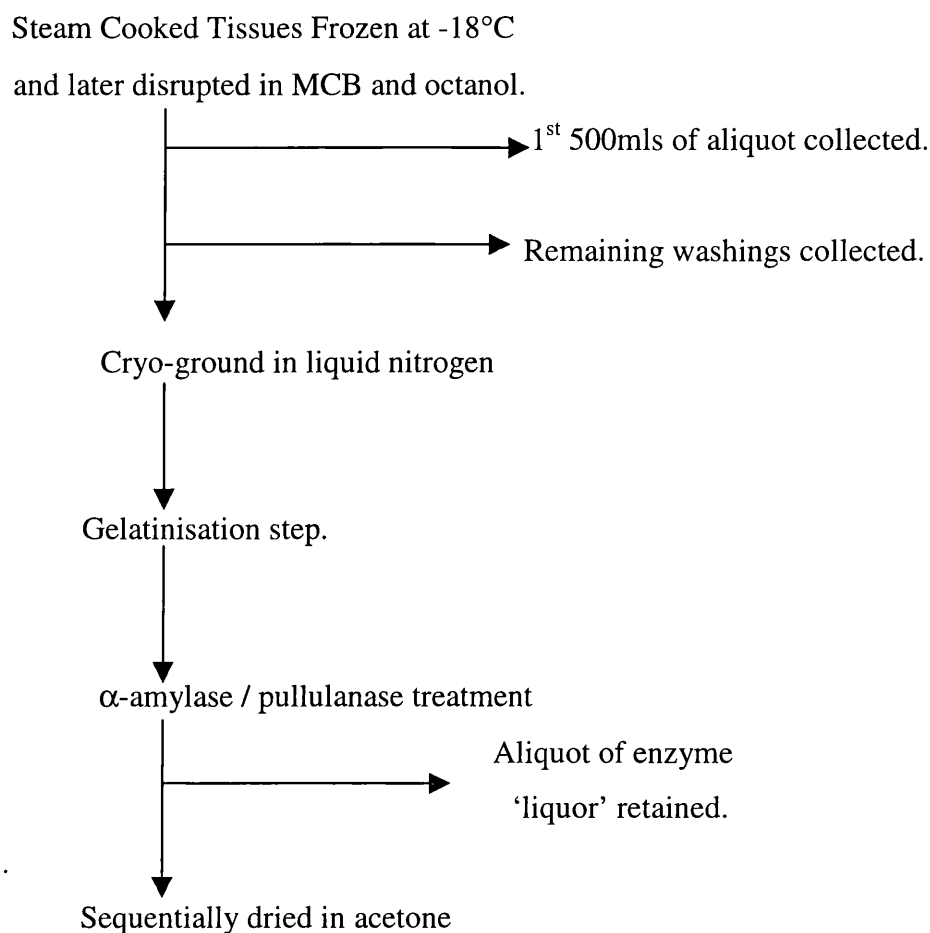 Steam Cooked Tissues Frozen at -18°C
and later disrupted in MCB and octanol.
1st 500mls of aliquot collected.
Remaining washings collected.
Cryo-ground in liquid nitrogen
Gelatinisation step.
α-amylase / pullulanase treatment
Aliquot of enzyme
‘liquor’ retained.
Sequentially dried in acetone